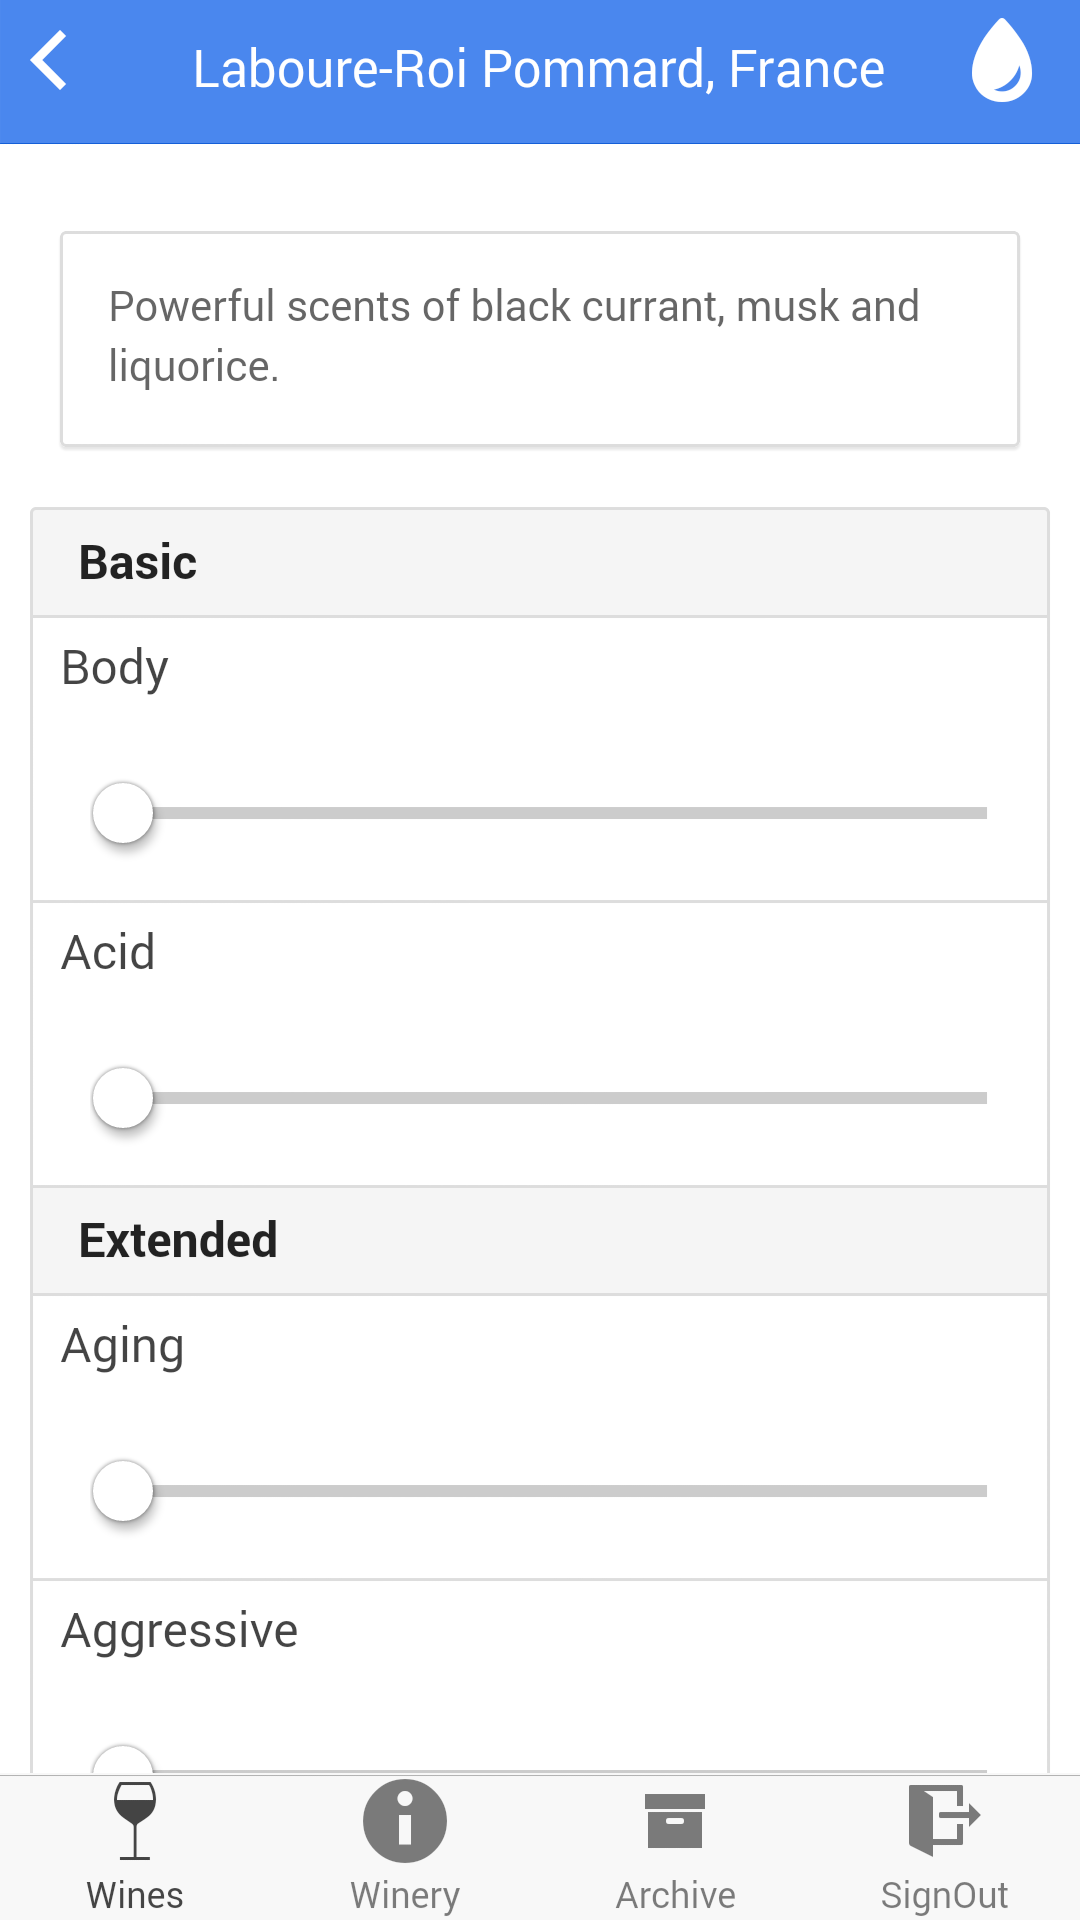 Laboure-Roi Pommard, France
Powerful scents of black currant, musk and
liquorice.
Basic
Body
Acid
Extended
Aging
Aggressive
Wines
Winery
Archive
SignOut